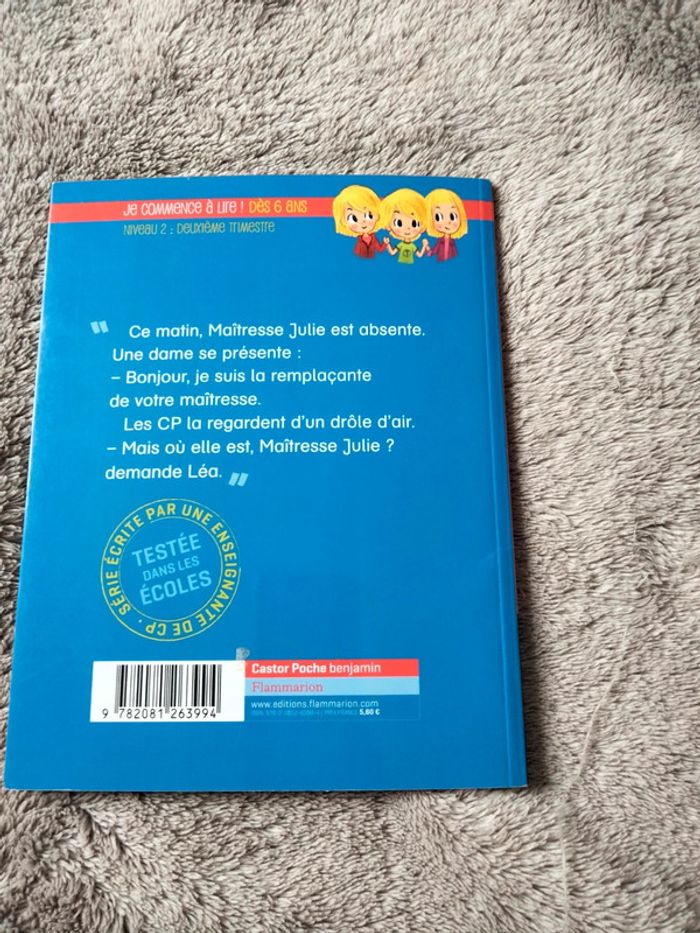 Je commence à lire ! Dès 6 ans
Niveau 2 : Deuxième trimestre
" Ce matin, Maîtresse Julie est absente.
Une dame se présente :
– Bonjour, je suis la remplaçante
de votre maîtresse.
Les CP la regardent d'un drôle d'air.
– Mais où elle est, Maîtresse Julie ?
demande Léa. "
SÉRIE ÉCRITE PAR UNE ENSEIGNANTE DE CP •
TESTÉE
DANS LES
ÉCOLES
9 782081 263994
Castor Poche benjamin
Flammarion
www.editions.flammarion.com
5,60 €